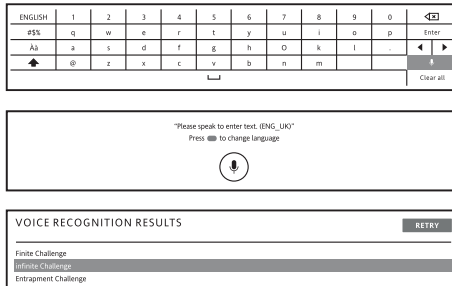 ENGLISH 1 2 3 4 5 6 7 8 9 0
#$% q w e r t y u i o p Enter
Àà a s d f g h O k l .
@ z x c v b n m
Clear all
"Please speak to enter text. (ENG_UK)"
Press to change language
VOICE RECOGNITION RESULTS RETRY
Finite Challenge
infinite Challenge
Entrapment Challenge